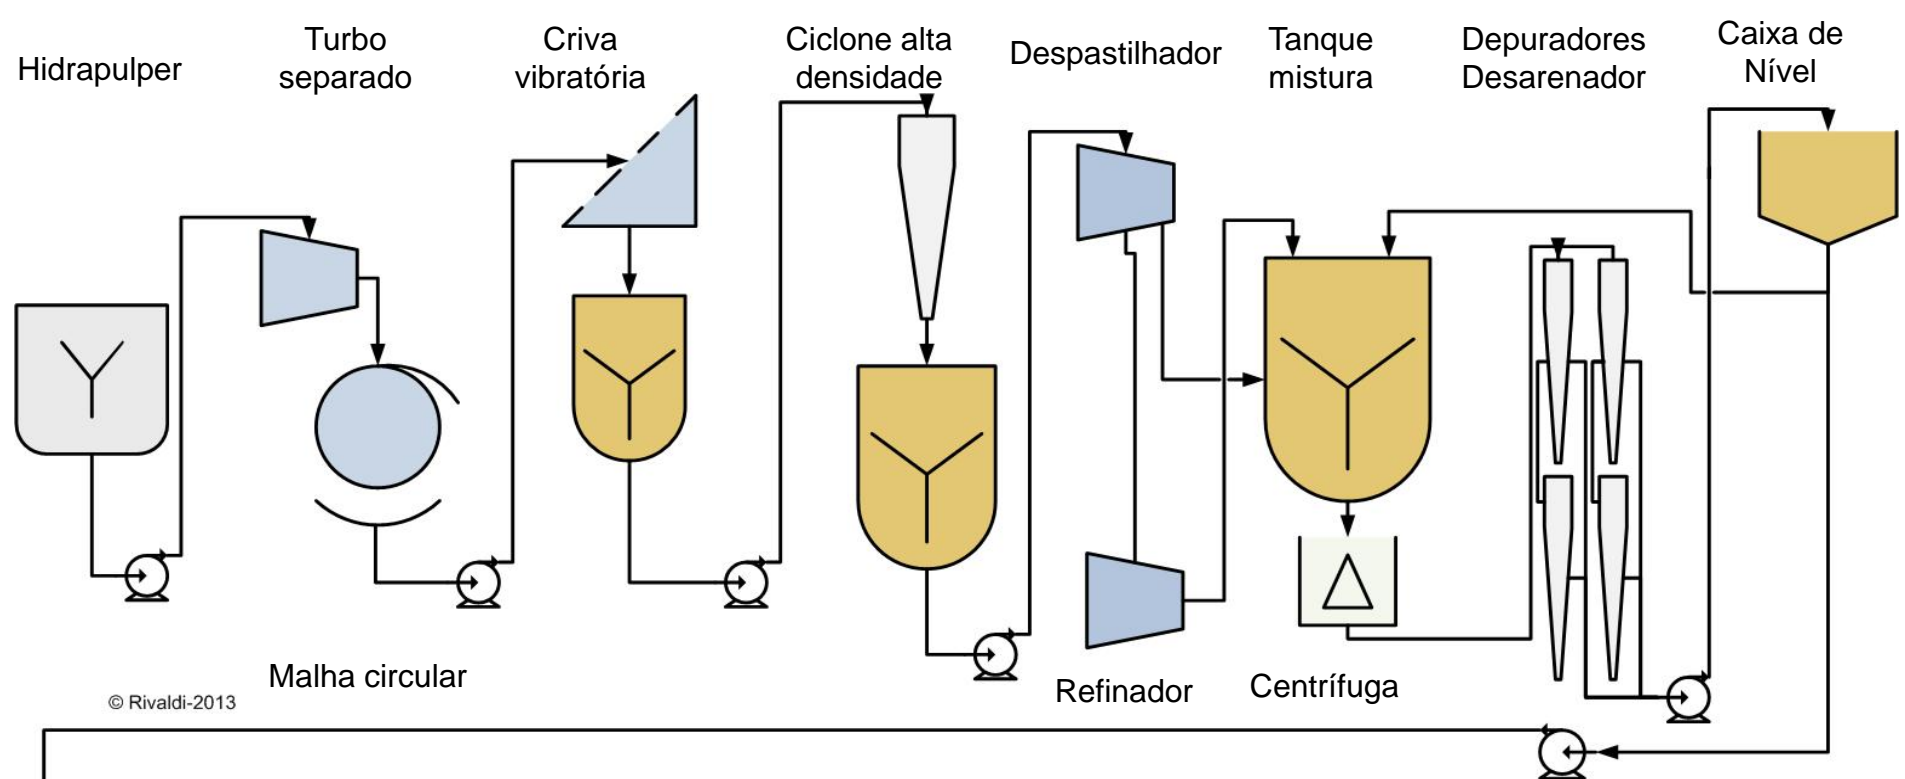 Hidrapulper
Turbo
separado
Criva
vibratória
Ciclone alta
densidade
Despastilhador
Tanque
mistura
Depuradores
Desarenador
Caixa de
Nível
Malha circular
Refinador
Centrífuga
© Rivaldi-2013